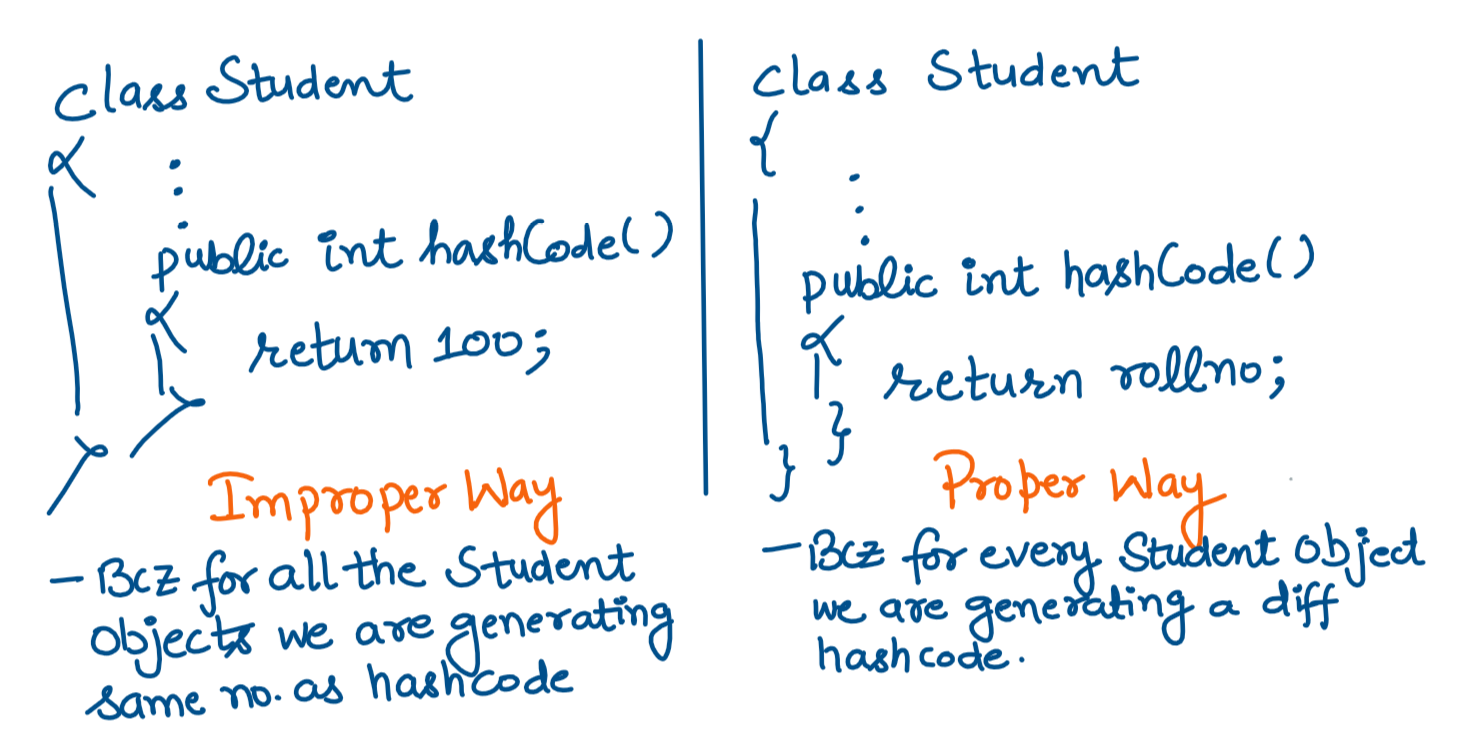 class Student
{
:
public int hashCode()
{
return 100;
}
}
Improper Way
- Bcz for all the Student
objects we are generating
same no. as hashcode
class Student
{
:
public int hashCode()
{
return rollno;
}
}
Proper Way
- Bcz for every Student object
we are generating a diff
hashcode.